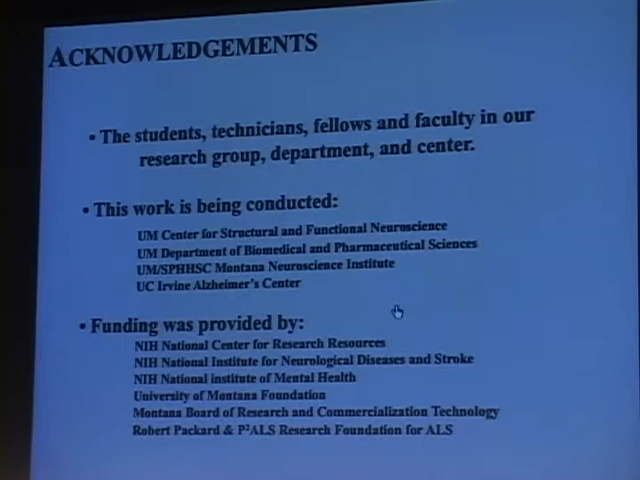 ACKNOWLEDGEMENTS
• The students, technicians, fellows and faculty in our
research group, department, and center.
• This work is being conducted:
UM Center for Structural and Functional Neuroscience
UM Department of Biomedical and Pharmaceutical Sciences
UM/SPHHSC Montana Neuroscience Institute
UC Irvine Alzheimer's Center
• Funding was provided by:
NIH National Center for Research Resources
NIH National Institute for Neurological Diseases and Stroke
NIH National institute of Mental Health
University of Montana Foundation
Montana Board of Research and Commercialization Technology
Robert Packard & P²ALS Research Foundation for ALS